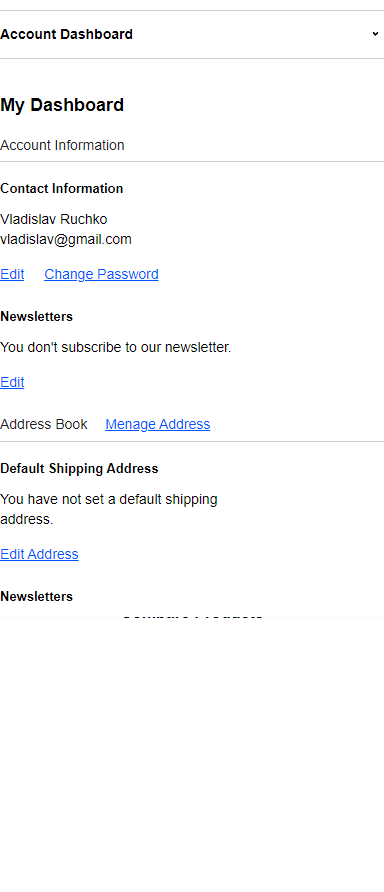 Account Dashboard
My Dashboard
Account Information
Contact Information
Vladislav Ruchko
vladislav@gmail.com
Edit Change Password
Newsletters
You don't subscribe to our newsletter.
Edit
Address Book Menage Address
Default Shipping Address
You have not set a default shipping
address.
Edit Address
Newsletters
Compare Products